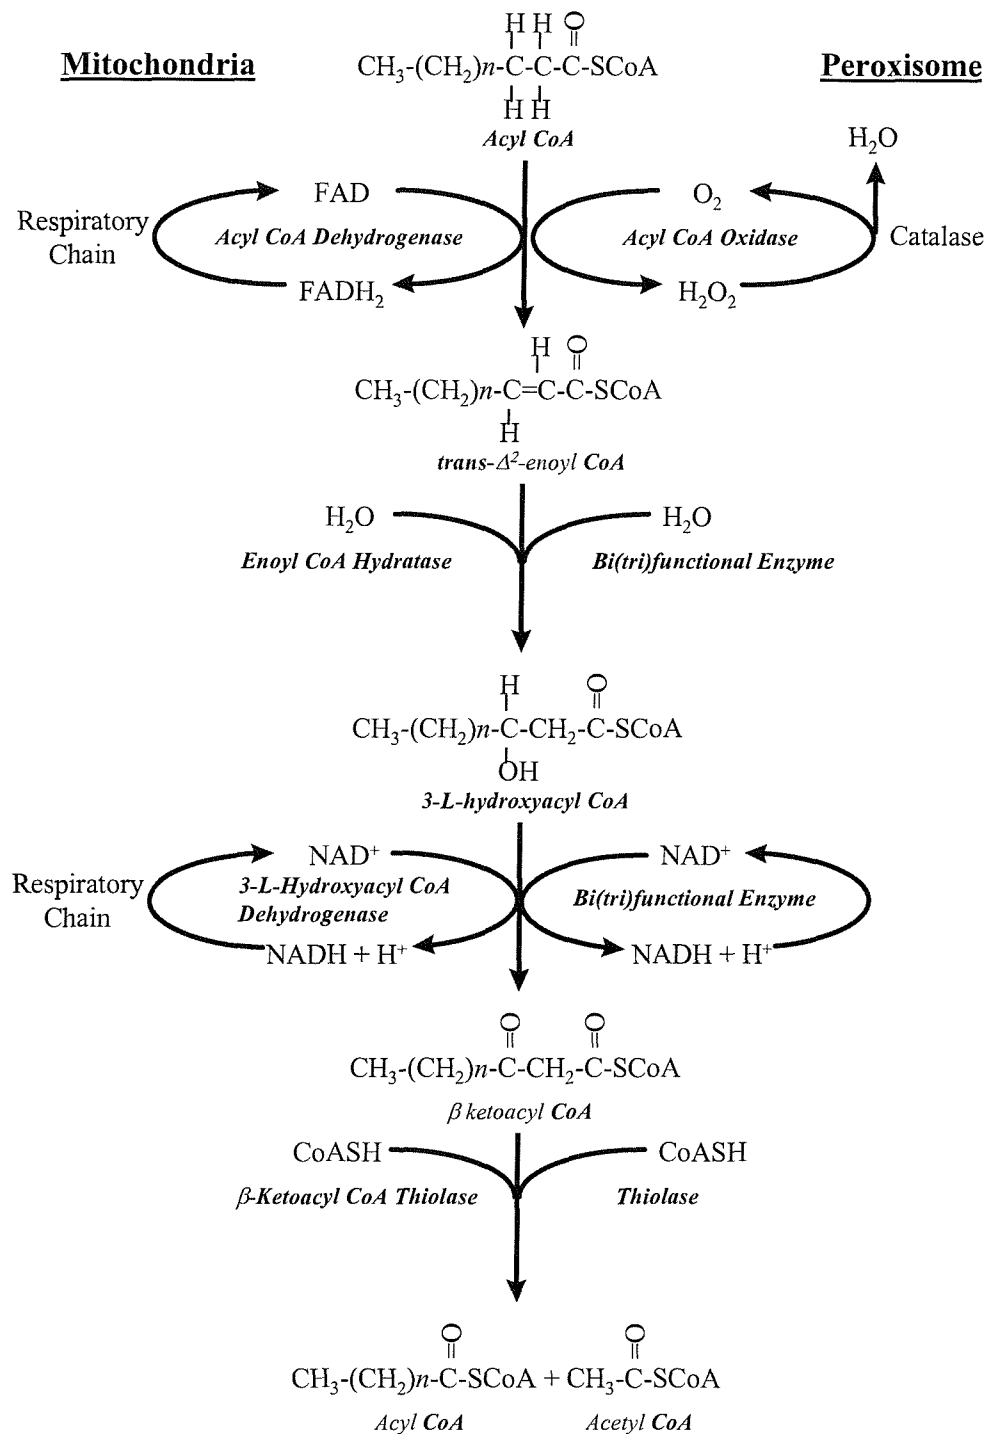 Mitochondria
Peroxisome
H H O
CH₃-(CH₂)n-C-C-C-SCoA
H H
Acyl CoA
H₂O
FAD
O₂
Respiratory
Chain
Acyl CoA Dehydrogenase
Acyl CoA Oxidase
Catalase
FADH₂
H₂O₂
H O
CH₃-(CH₂)n-C=C-C-SCoA
H
trans-Δ²-enoyl CoA
H₂O
H₂O
Enoyl CoA Hydratase
Bi(tri)functional Enzyme
H O
CH₃-(CH₂)n-C-CH₂-C-SCoA
OH
3-L-hydroxyacyl CoA
NAD⁺
NAD⁺
Respiratory
Chain
3-L-Hydroxyacyl CoA
Dehydrogenase
Bi(tri)functional Enzyme
NADH + H⁺
NADH + H⁺
O O
CH₃-(CH₂)n-C-CH₂-C-SCoA
β ketoacyl CoA
CoASH
CoASH
β-Ketoacyl CoA Thiolase
Thiolase
O O
CH₃-(CH₂)n-C-SCoA + CH₃-C-SCoA
Acyl CoA
Acetyl CoA